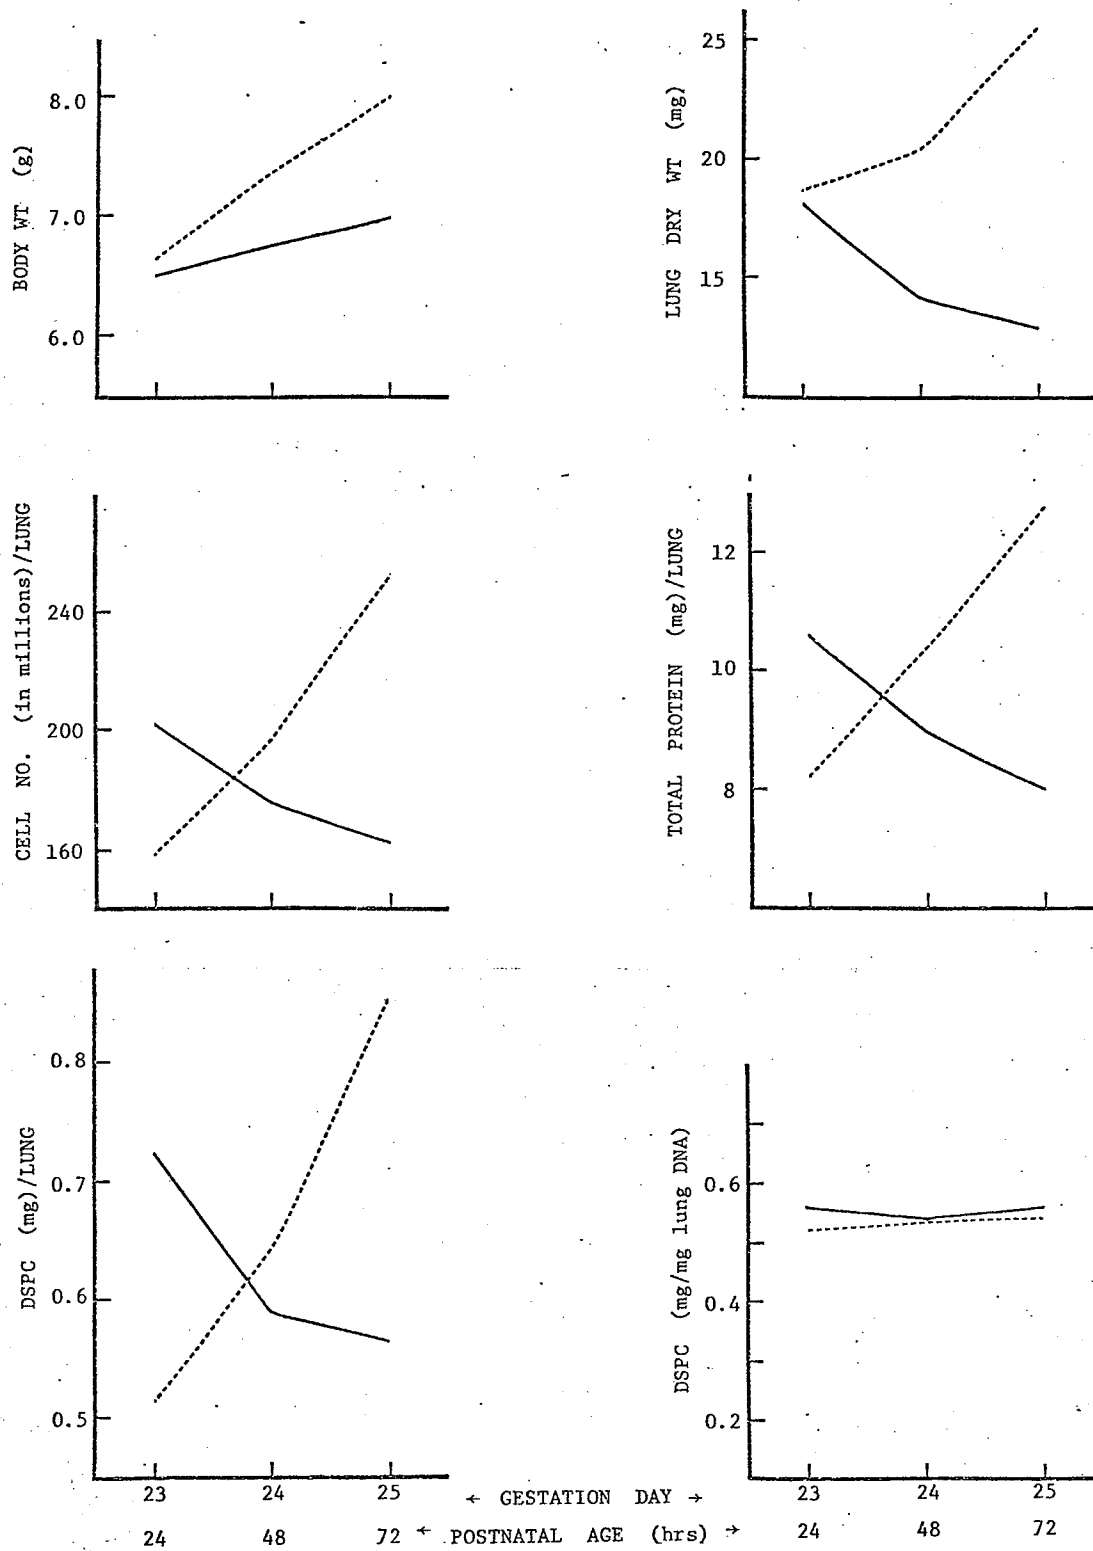 BODY WT (g)
8.0
7.0
6.0
LUNG DRY WT (mg)
25
20
15
CELL NO. (in millions)/LUNG
240
200
160
TOTAL PROTEIN (mg)/LUNG
12
10
8
DSPC (mg)/LUNG
0.8
0.7
0.6
0.5
DSPC (mg/mg lung DNA)
0.6
0.4
0.2
23 24 25 ← GESTATION DAY → 23 24 25
24 48 72 ← POSTNATAL AGE (hrs) → 24 48 72